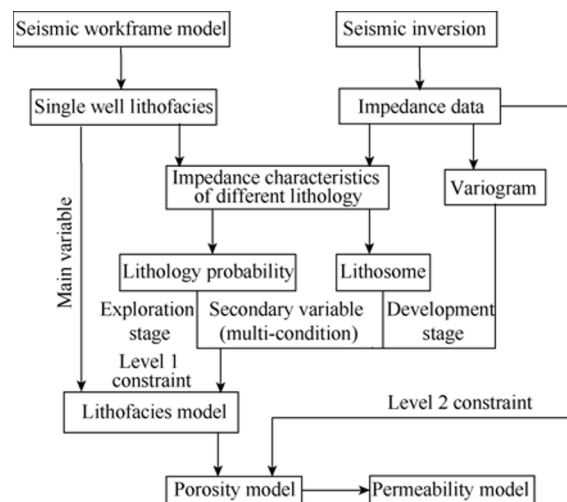 Seismic workframe model
Seismic inversion
Single well lithofacies
Impedance data
Impedance characteristics
of different lithology
Variogram
Main variable
Lithology probability
Lithosome
Exploration
stage
Secondary variable
(multi-condition)
Development
stage
Level 1
constraint
Lithofacies model
Level 2 constraint
Porosity model
Permeability model